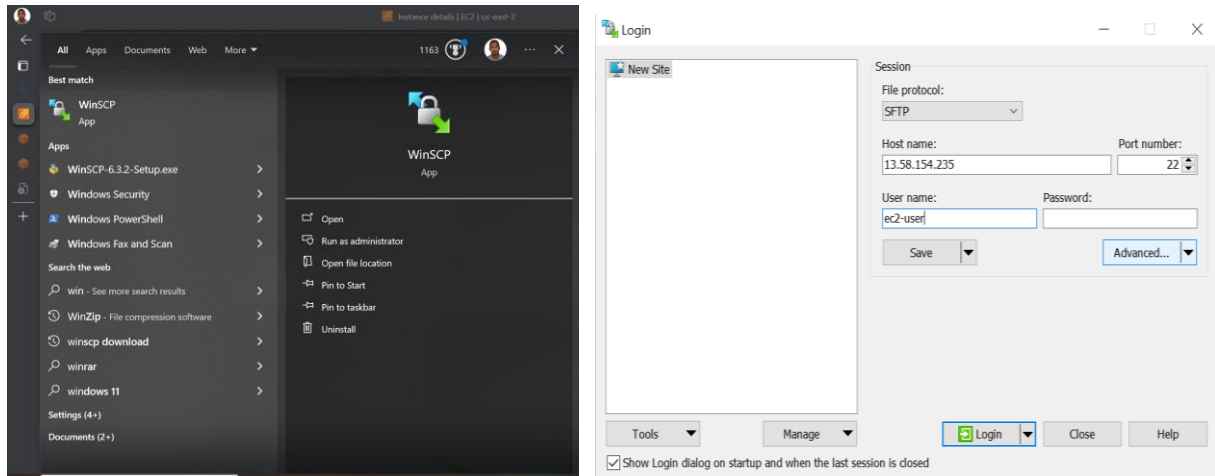 Instance details | EC2 | us-east-2
All Apps Documents Web More
1163
Best match
WinSCP
App
Apps
WinSCP-6.3.2-Setup.exe
Windows Security
Windows PowerShell
Windows Fax and Scan
Search the web
win - See more search results
WinZip - File compression software
winscp download
winrar
windows 11
Settings (4+)
Documents (2+)
WinSCP
App
Open
Run as administrator
Open file location
Pin to Start
Pin to taskbar
Uninstall
Login
New Site
Session
File protocol:
SFTP
Host name: Port number:
13.58.154.235 22
User name: Password:
ec2-user
Save Advanced...
Tools Manage Login Close Help
Show Login dialog on startup and when the last session is closed